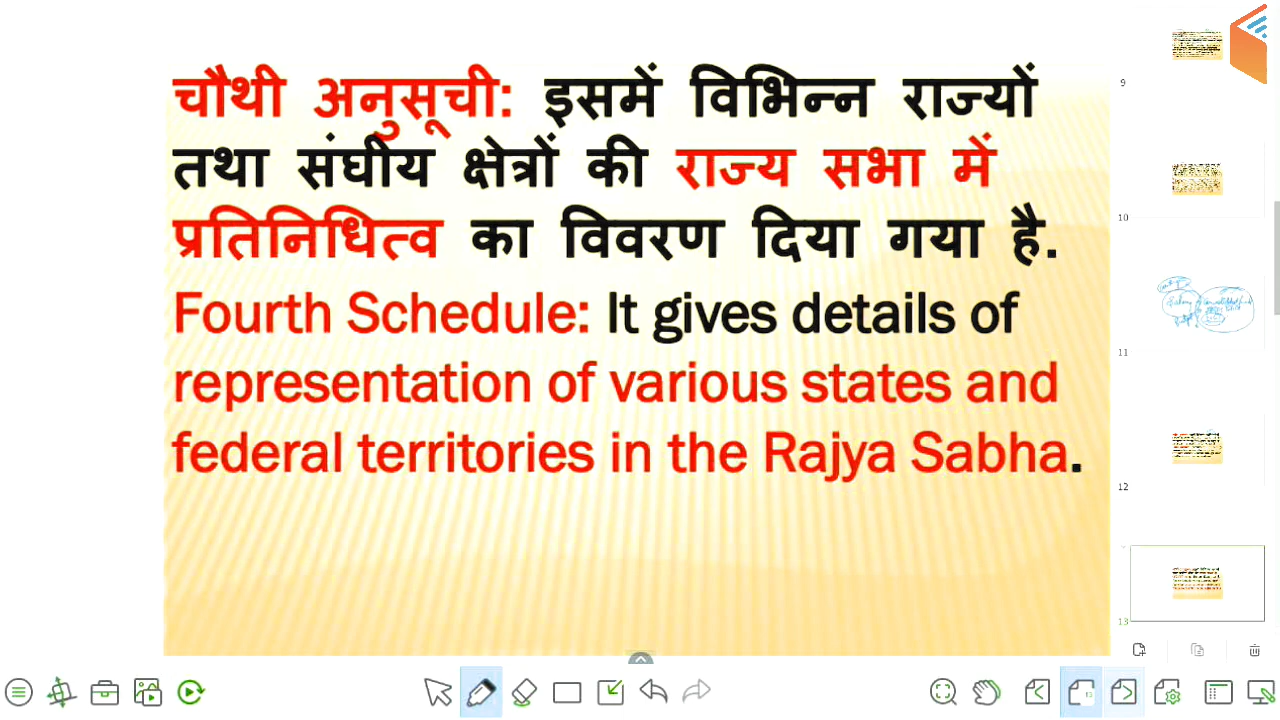 चौथी अनुसूची: इसमें विभिन्न राज्यों
तथा संघीय क्षेत्रों की राज्य सभा में
प्रतिनिधित्व का विवरण दिया गया है.
Fourth Schedule: It gives details of
representation of various states and
federal territories in the Rajya Sabha.
9
10
11
12
13